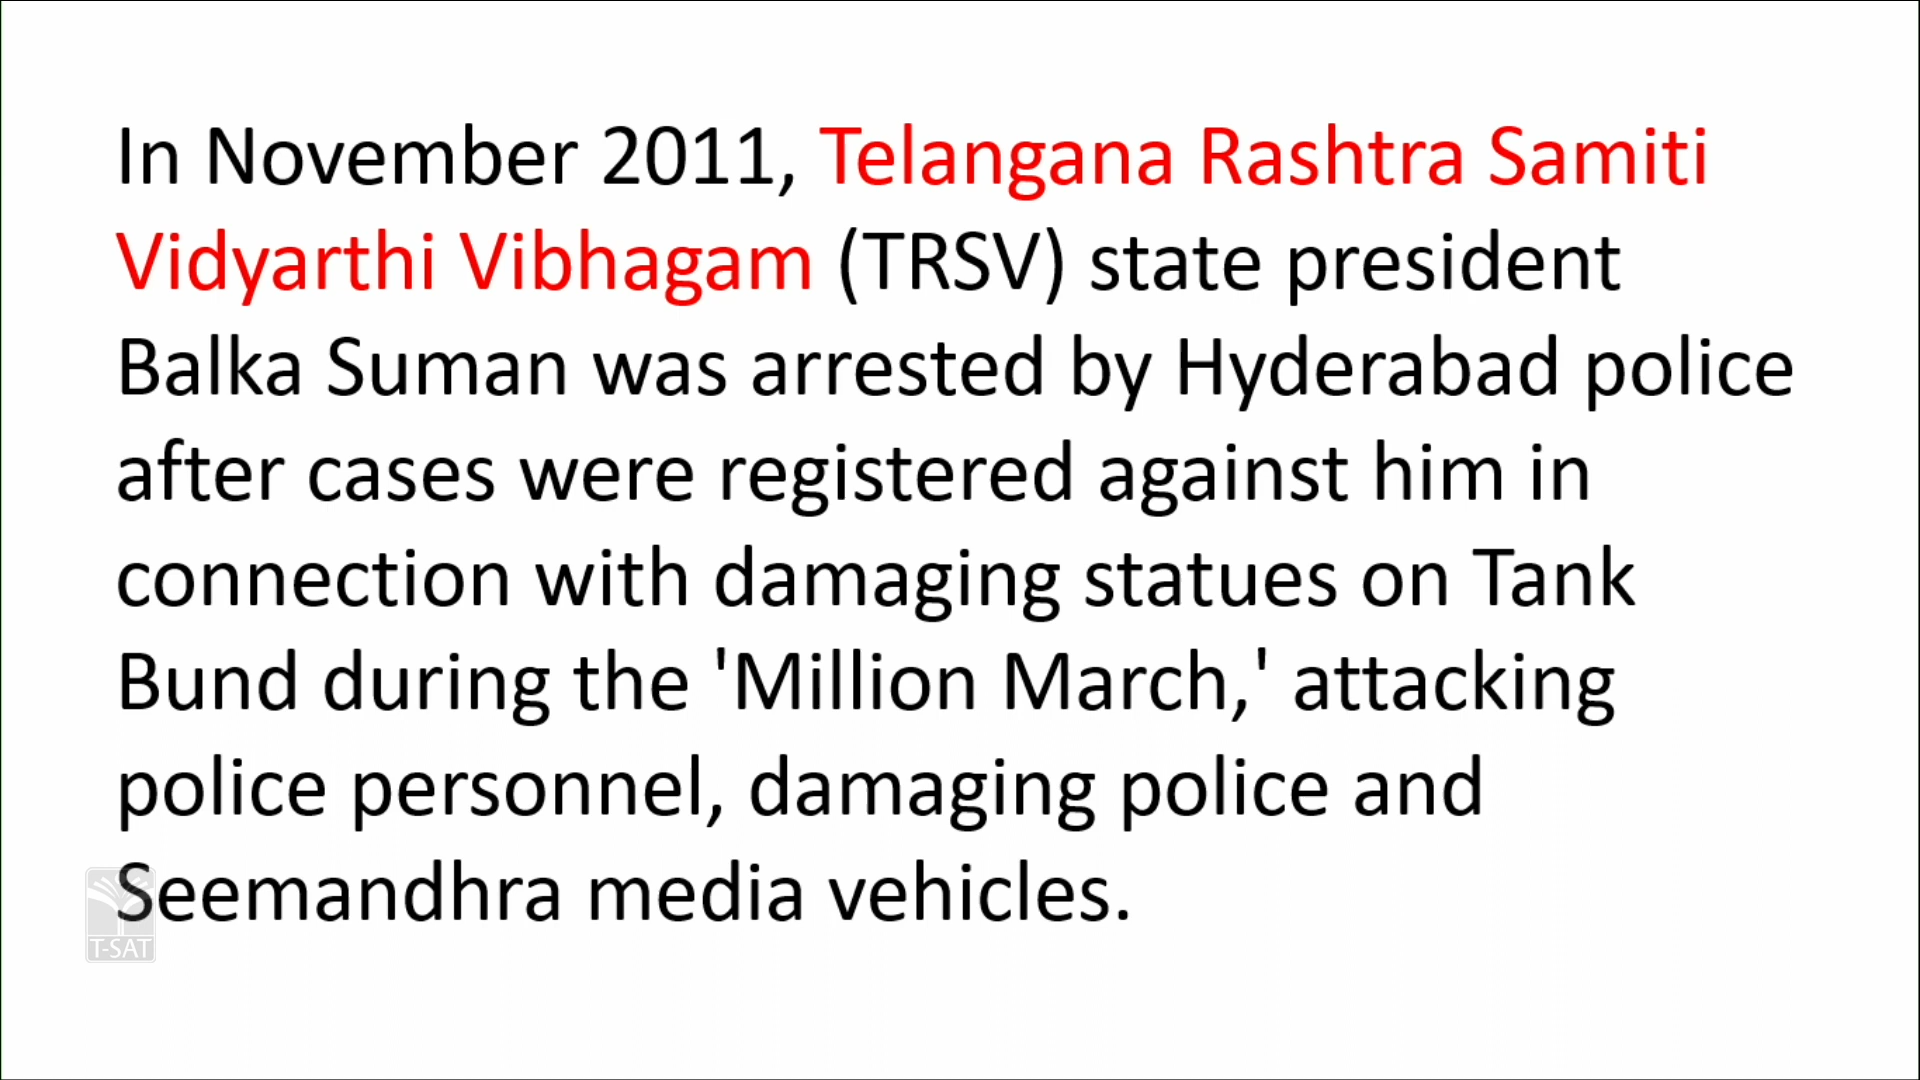 In November 2011, Telangana Rashtra Samiti
Vidyarthi Vibhagam (TRSV) state president
Balka Suman was arrested by Hyderabad police
after cases were registered against him in
connection with damaging statues on Tank
Bund during the 'Million March,' attacking
police personnel, damaging police and
Seemandhra media vehicles.
T-SAT